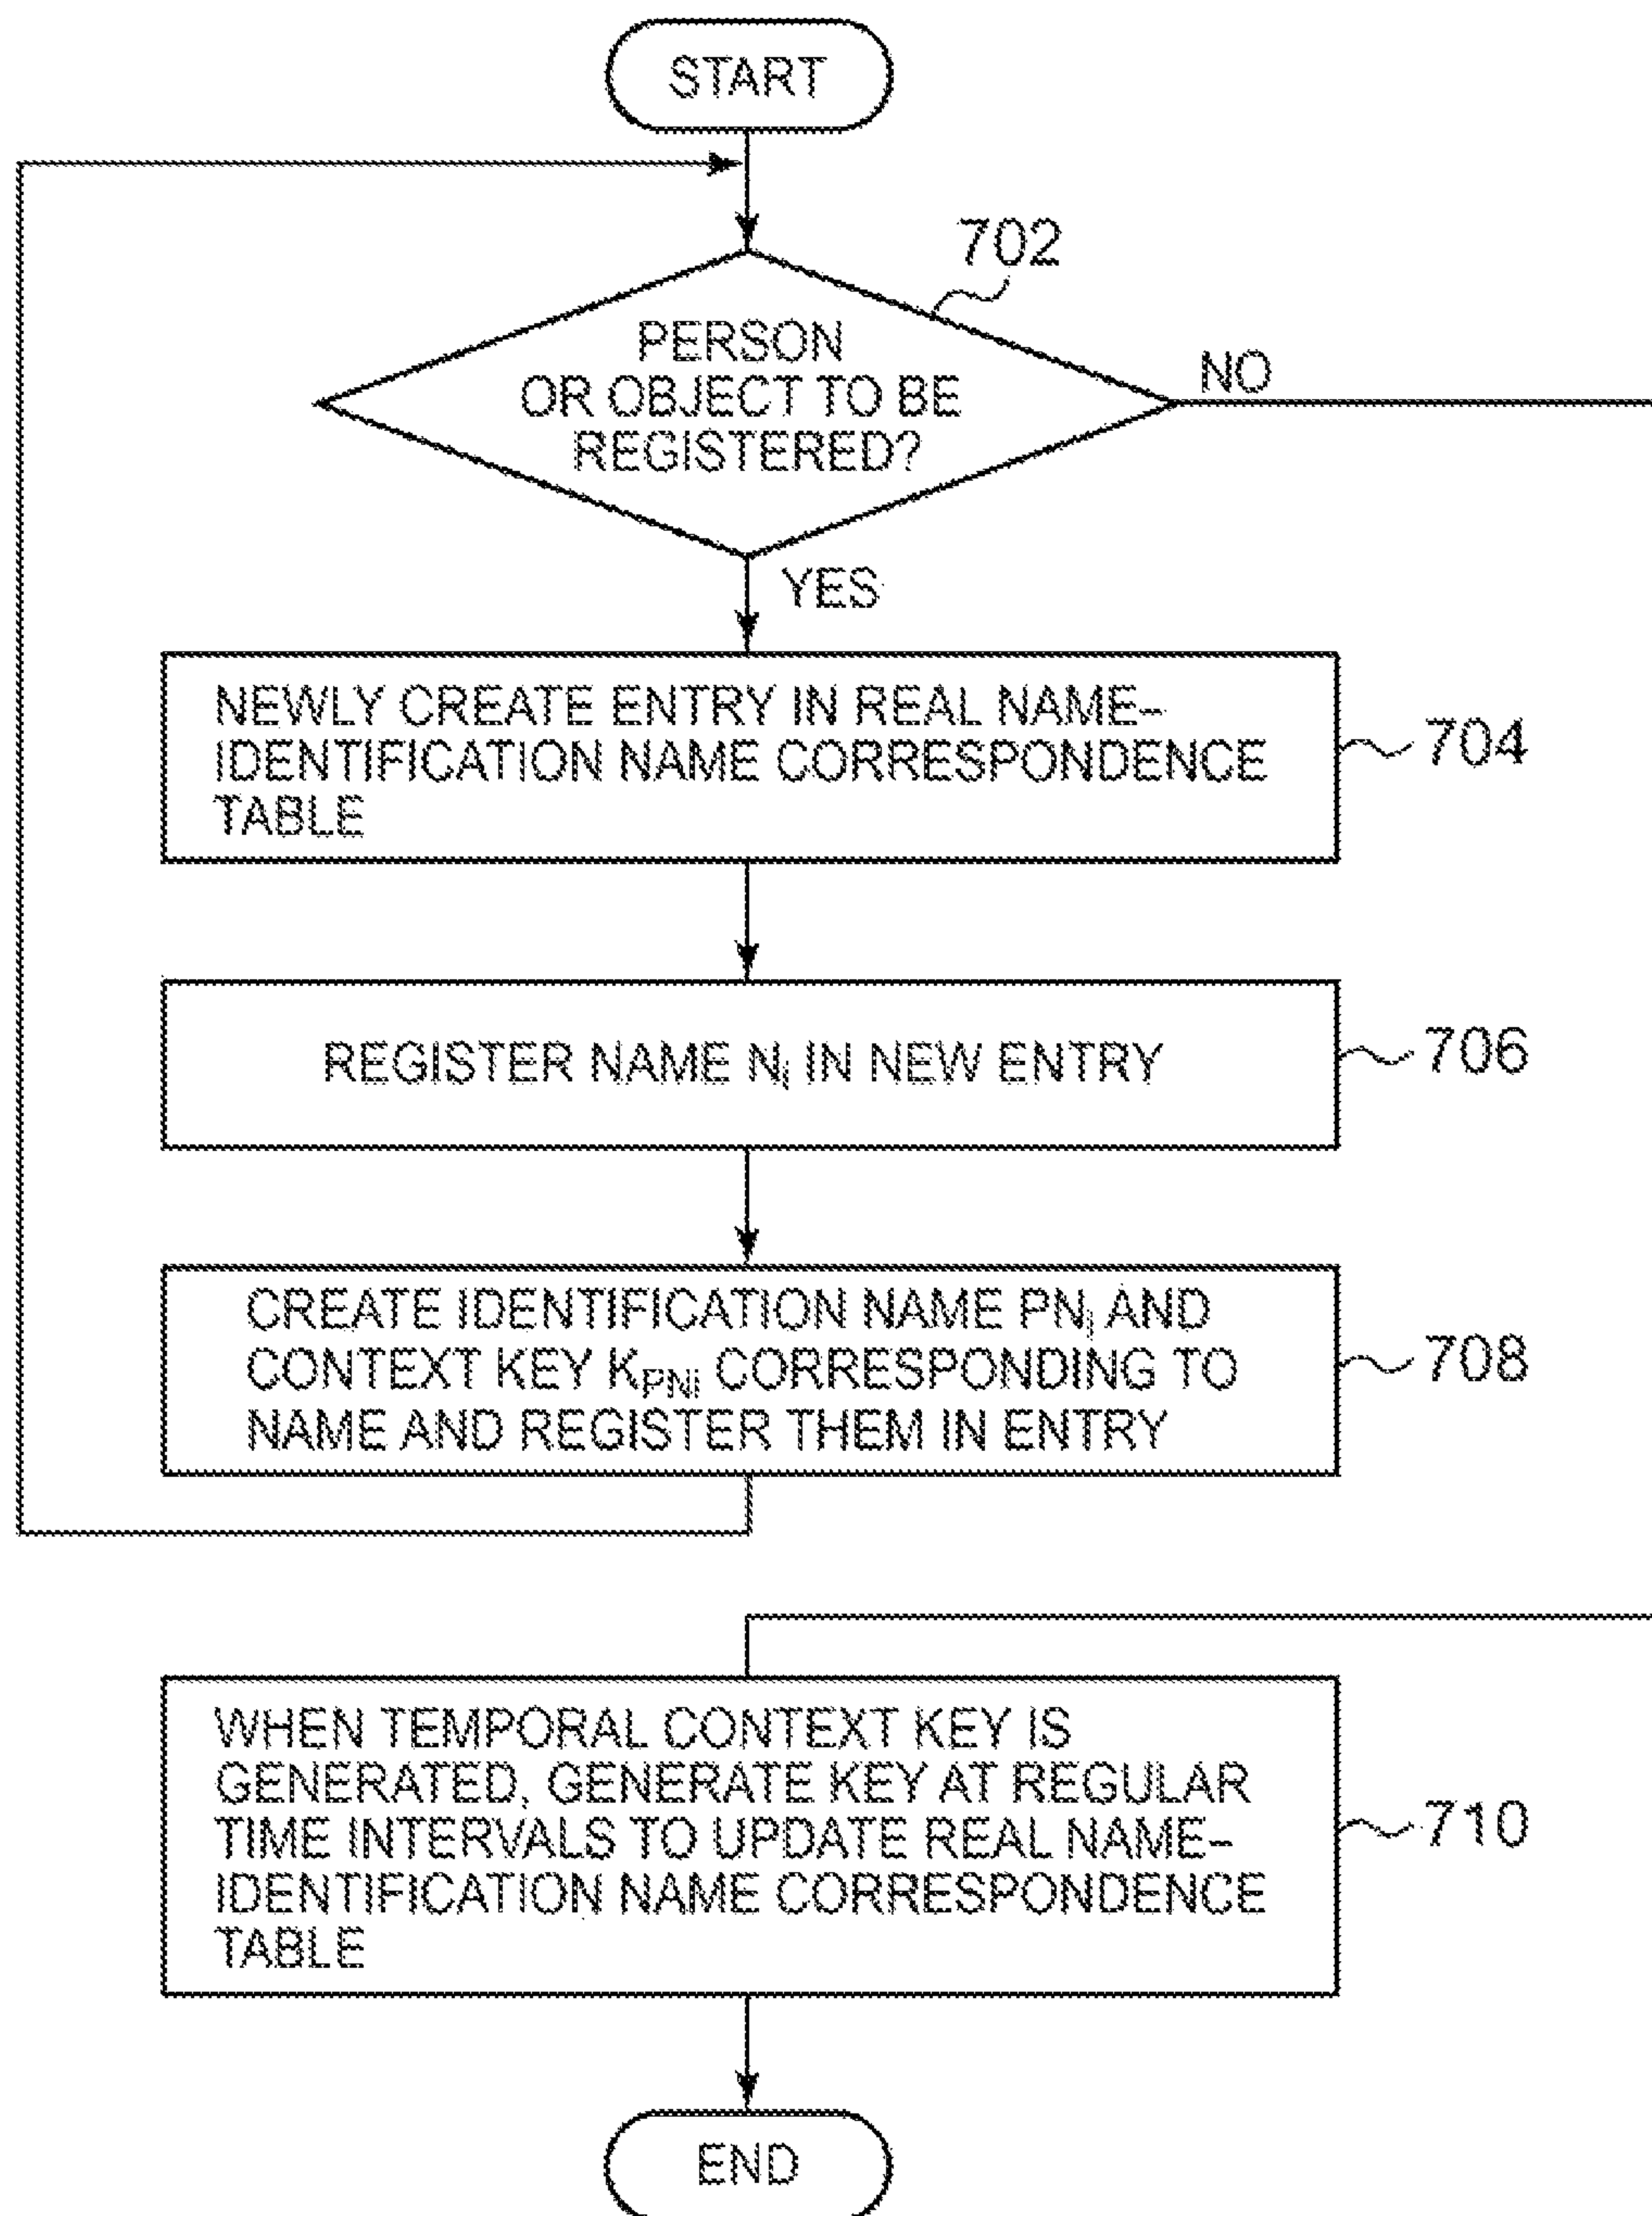 START
702
PERSON
OR OBJECT TO BE
REGISTERED?
NO
YES
NEWLY CREATE ENTRY IN REAL NAME–
IDENTIFICATION NAME CORRESPONDENCE
TABLE
704
REGISTER NAME Ni IN NEW ENTRY
706
CREATE IDENTIFICATION NAME PNi AND
CONTEXT KEY KPNi CORRESPONDING TO
NAME AND REGISTER THEM IN ENTRY
708
WHEN TEMPORAL CONTEXT KEY IS
GENERATED, GENERATE KEY AT REGULAR
TIME INTERVALS TO UPDATE REAL NAME–
IDENTIFICATION NAME CORRESPONDENCE
TABLE
710
END